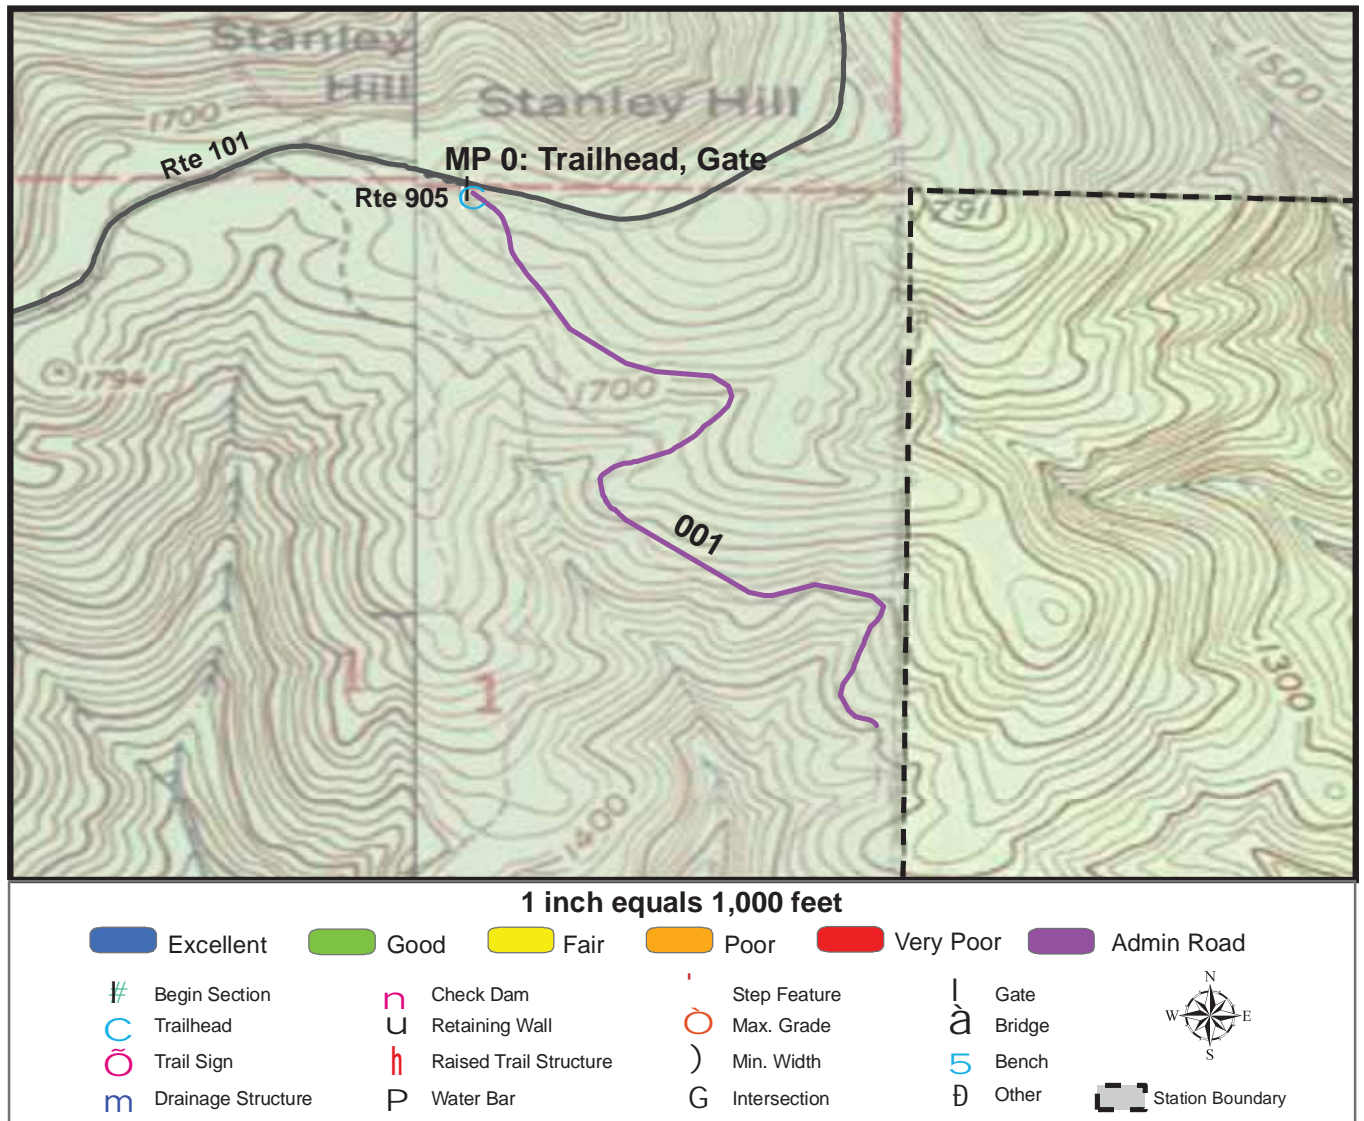 Stanley
Hill
Stanley Hill
1500
1700
Rte 101
MP 0: Trailhead, Gate
Rte 905
791
1794
1700
001
1
1
1300
1400
1 inch equals 1,000 feet
Excellent
Good
Fair
Poor
Very Poor
Admin Road
# Begin Section
C Trailhead
Õ Trail Sign
m Drainage Structure
n Check Dam
u Retaining Wall
h Raised Trail Structure
P Water Bar
' Step Feature
Ò Max. Grade
) Min. Width
G Intersection
l Gate
à Bridge
5 Bench
Ð Other
N
W E
S
Station Boundary